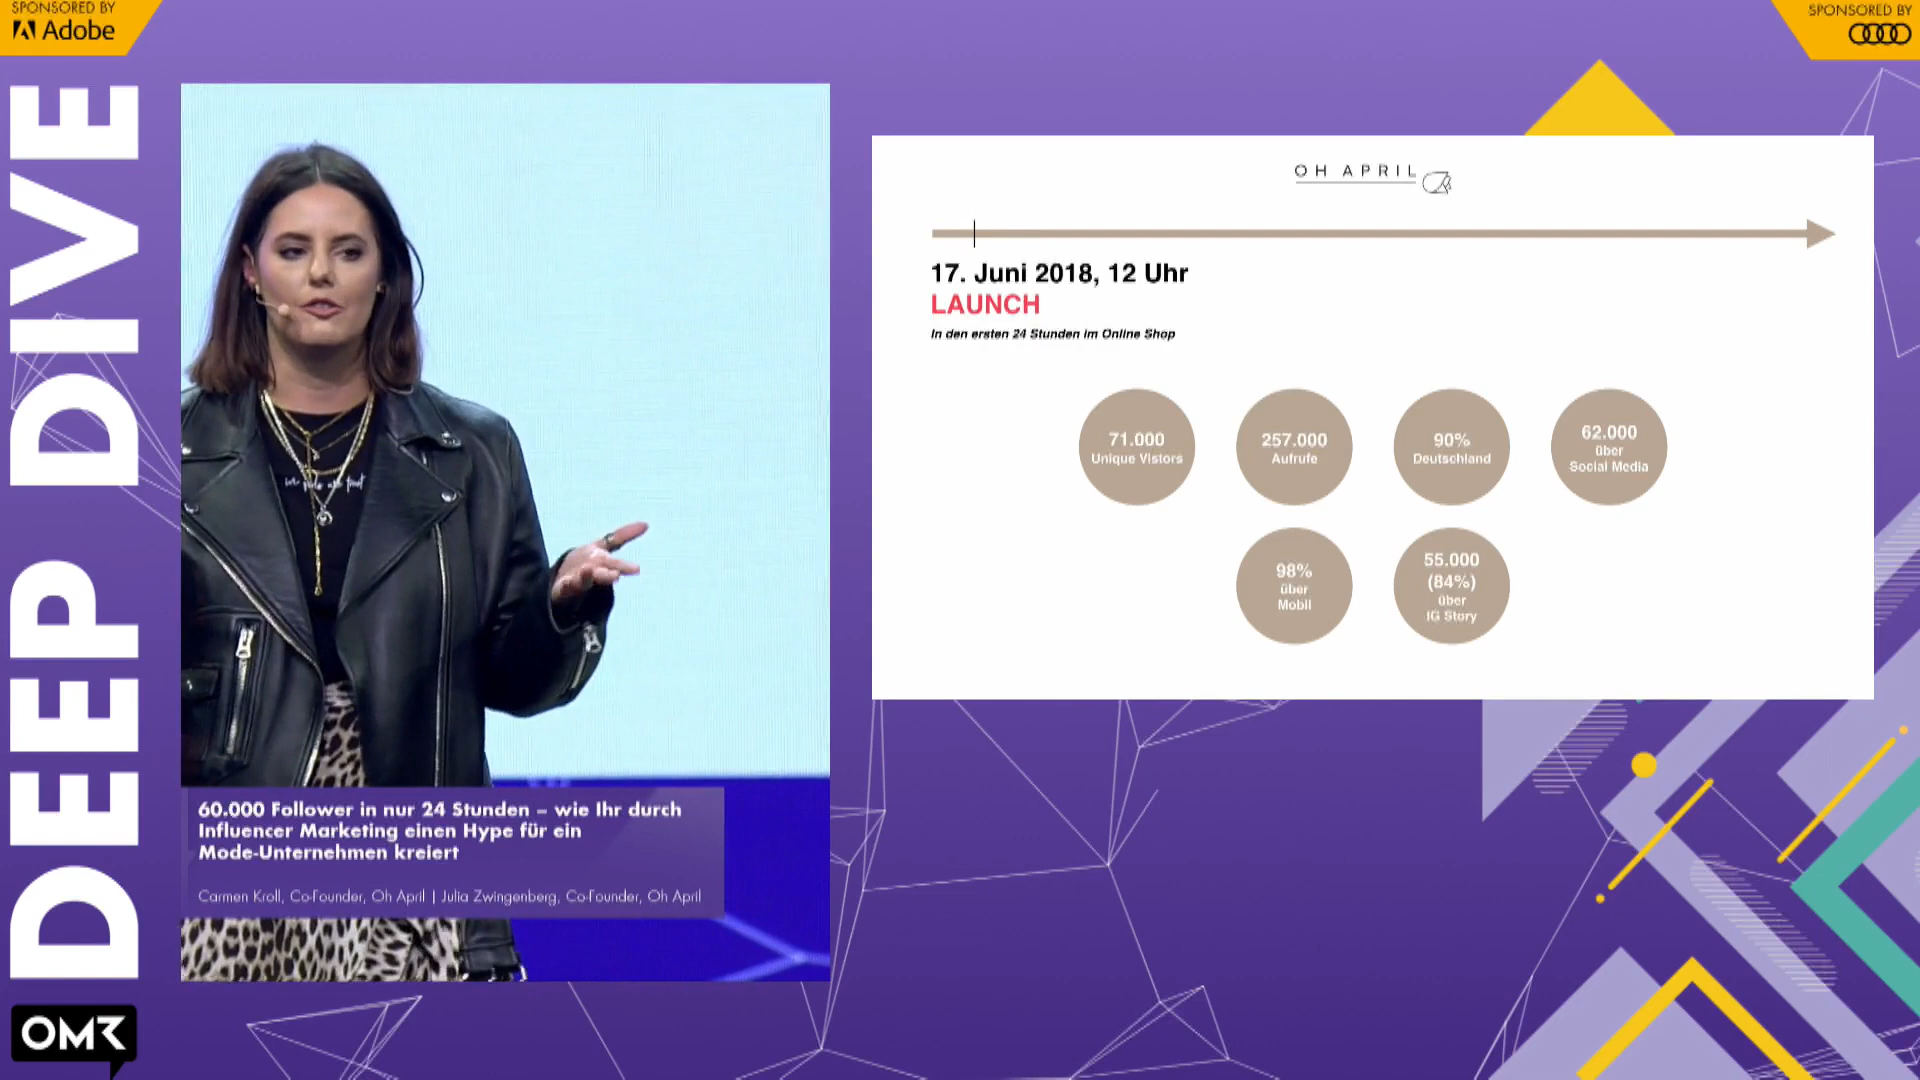 SPONSORED BY
Adobe
SPONSORED BY
DEEP DIVE
OH APRIL
17. Juni 2018, 12 Uhr
LAUNCH
In den ersten 24 Stunden im Online Shop
71.000
Unique Vistors
257.000
Aufrufe
90%
Deutschland
62.000
über
Social Media
98%
über
Mobil
55.000
(84%)
über
IG Story
60.000 Follower in nur 24 Stunden – wie Ihr durch
Influencer Marketing einen Hype für ein
Mode-Unternehmen kreiert
Carmen Kroll, Co-Founder, Oh April | Julia Zwingenberg, Co-Founder, Oh April
OMR